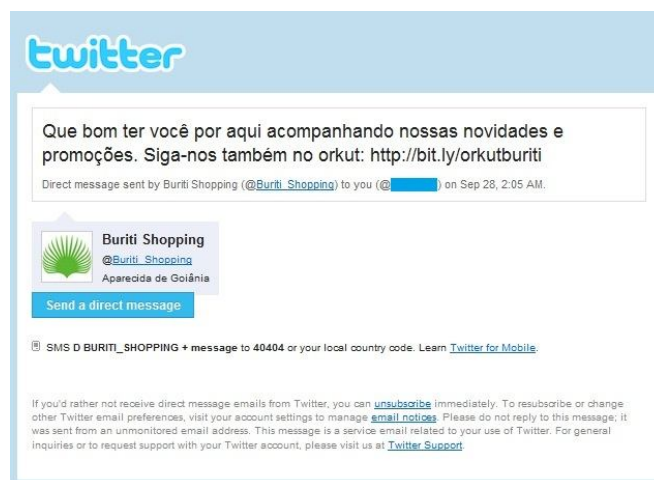 twitter
Que bom ter você por aqui acompanhando nossas novidades e
promoções. Siga-nos também no orkut: http://bit.ly/orkutburiti
Direct message sent by Buriti Shopping (@Buriti_Shopping) to you (@ ) on Sep 28, 2:05 AM.
Buriti Shopping
@Buriti_Shopping
Aparecida de Goiânia
Send a direct message
SMS D BURITI_SHOPPING + message to 40404 or your local country code. Learn Twitter for Mobile.
If you'd rather not receive direct message emails from Twitter, you can unsubscribe immediately. To resubscribe or change
other Twitter email preferences, visit your account settings to manage email notices. Please do not reply to this message; it
was sent from an unmonitored email address. This message is a service email related to your use of Twitter. For general
inquiries or to request support with your Twitter account, please visit us at Twitter Support.